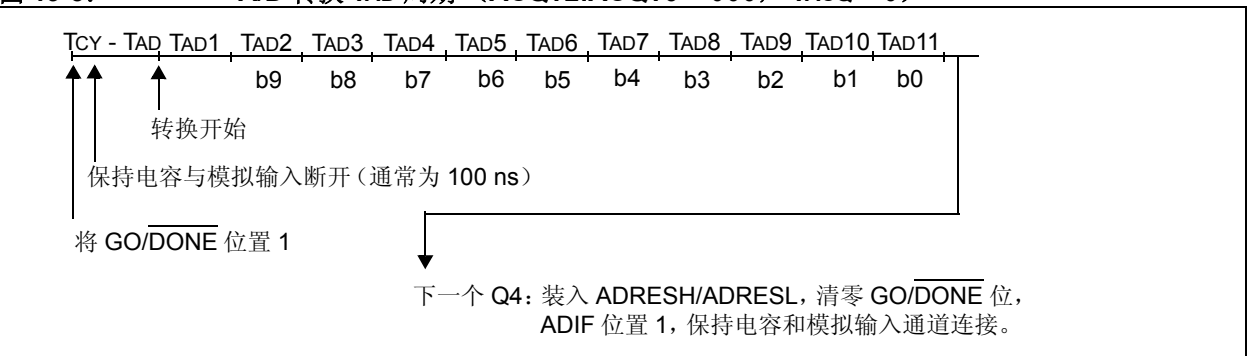 TCY - TAD TAD1 TAD2 TAD3 TAD4 TAD5 TAD6 TAD7 TAD8 TAD9 TAD10 TAD11
b9 b8 b7 b6 b5 b4 b3 b2 b1 b0
转换开始
保持电容与模拟输入断开（通常为 100 ns）
将 GO/DONE 位置 1
下一个 Q4：装入 ADRESH/ADRESL，清零 GO/DONE 位，
ADIF 位置 1，保持电容和模拟输入通道连接。